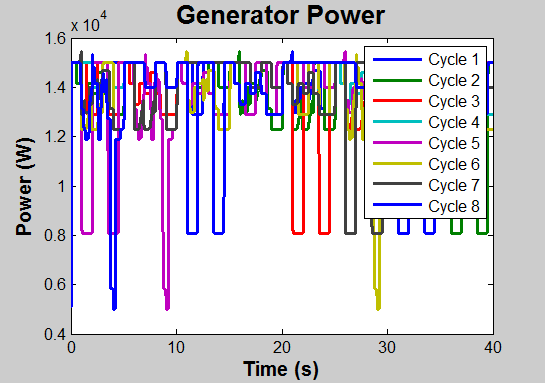 Generator Power
x 10⁴
1.6
1.4
1.2
1
0.8
0.6
0.4
Power (W)
0
10
20
30
40
Time (s)
Cycle 1
Cycle 2
Cycle 3
Cycle 4
Cycle 5
Cycle 6
Cycle 7
Cycle 8